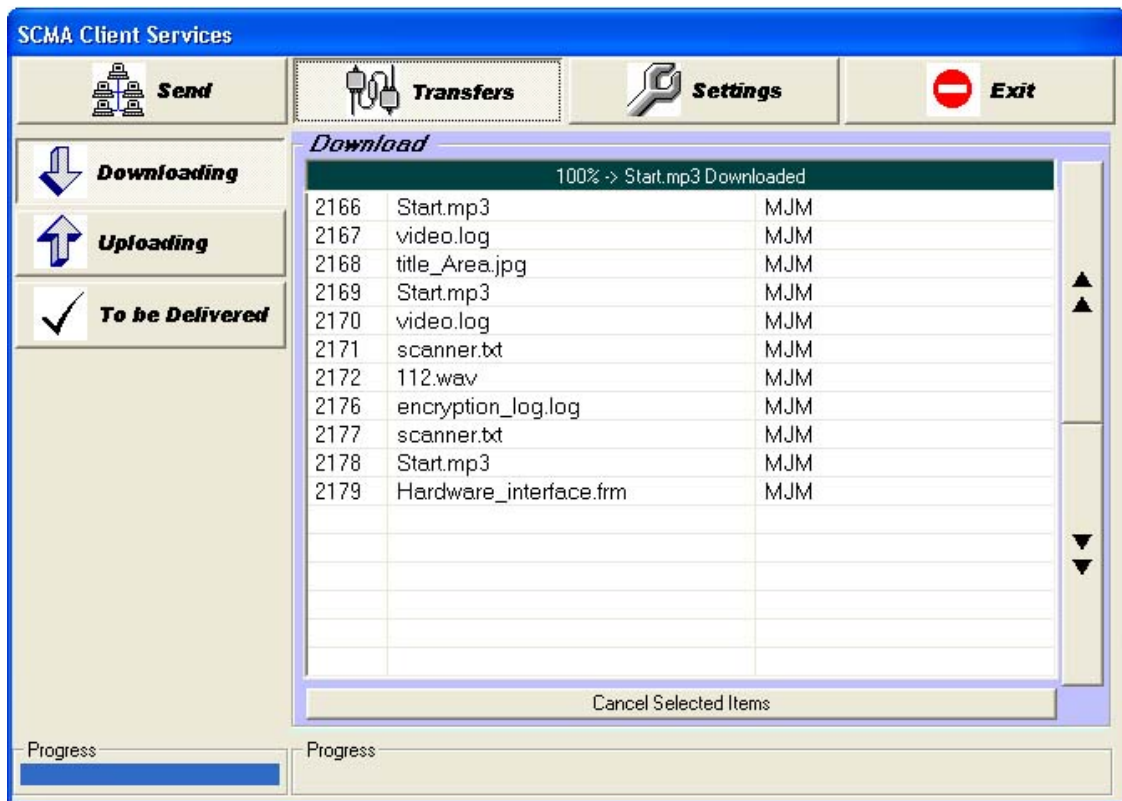 SCMA Client Services
Send Transfers Settings Exit
Downloading
Uploading
To be Delivered
Download
100% -> Start.mp3 Downloaded
2166 Start.mp3 MJM
2167 video.log MJM
2168 title_Area.jpg MJM
2169 Start.mp3 MJM
2170 video.log MJM
2171 scanner.txt MJM
2172 112.wav MJM
2176 encryption_log.log MJM
2177 scanner.txt MJM
2178 Start.mp3 MJM
2179 Hardware_interface.frm MJM
Cancel Selected Items
Progress Progress